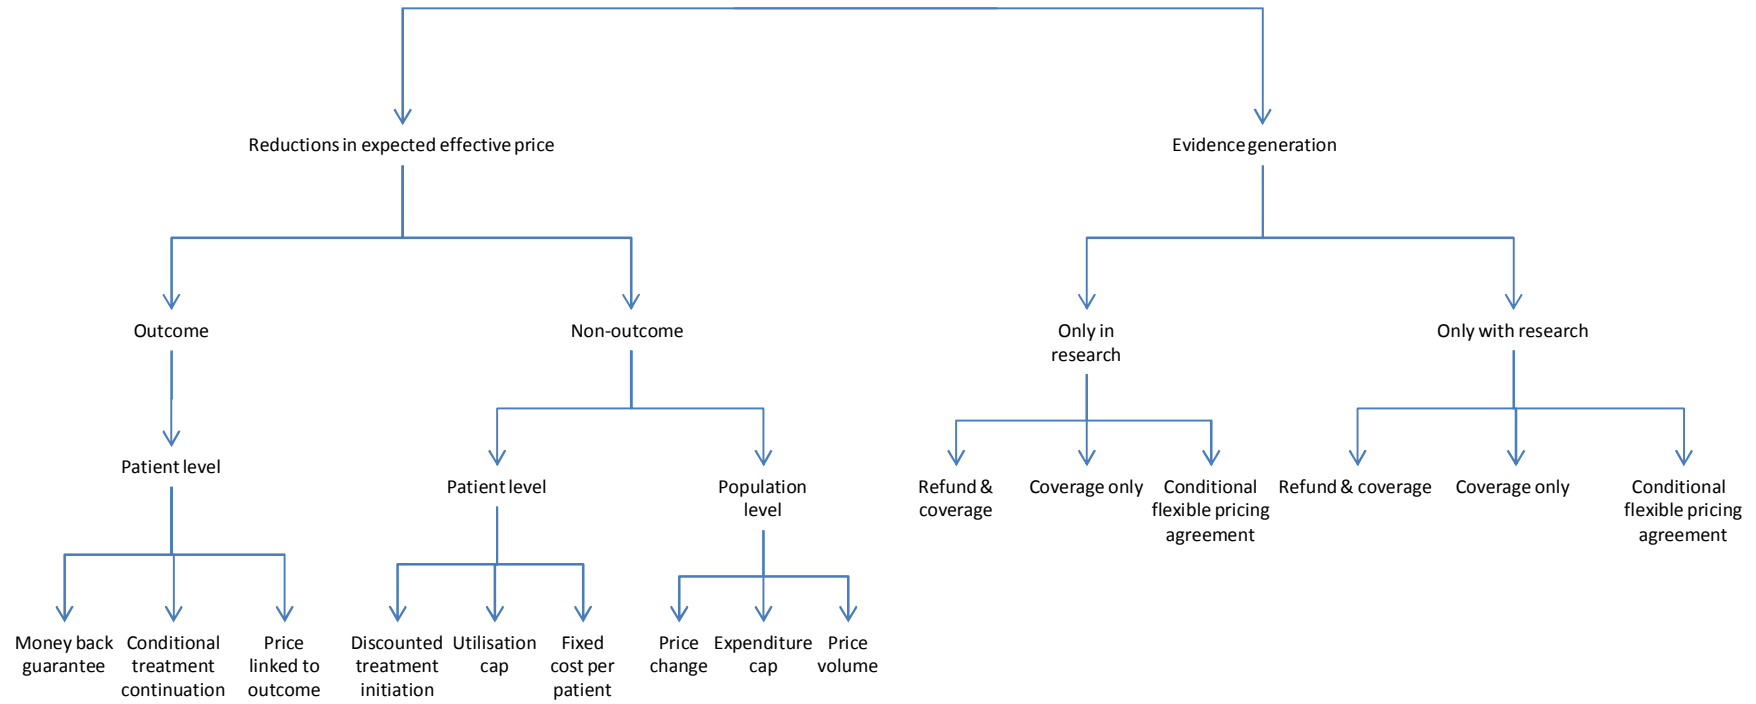 Reductions in expected effective price
Evidence generation
Outcome
Non-outcome
Only in
research
Only with research
Patient level
Patient level
Population
level
Refund &
coverage
Coverage only
Conditional
flexible pricing
agreement
Refund & coverage
Coverage only
Conditional
flexible pricing
agreement
Money back
guarantee
Conditional
treatment
continuation
Price
linked to
outcome
Discounted
treatment
initiation
Utilisation
cap
Fixed
cost per
patient
Price
change
Expenditure
cap
Price
volume